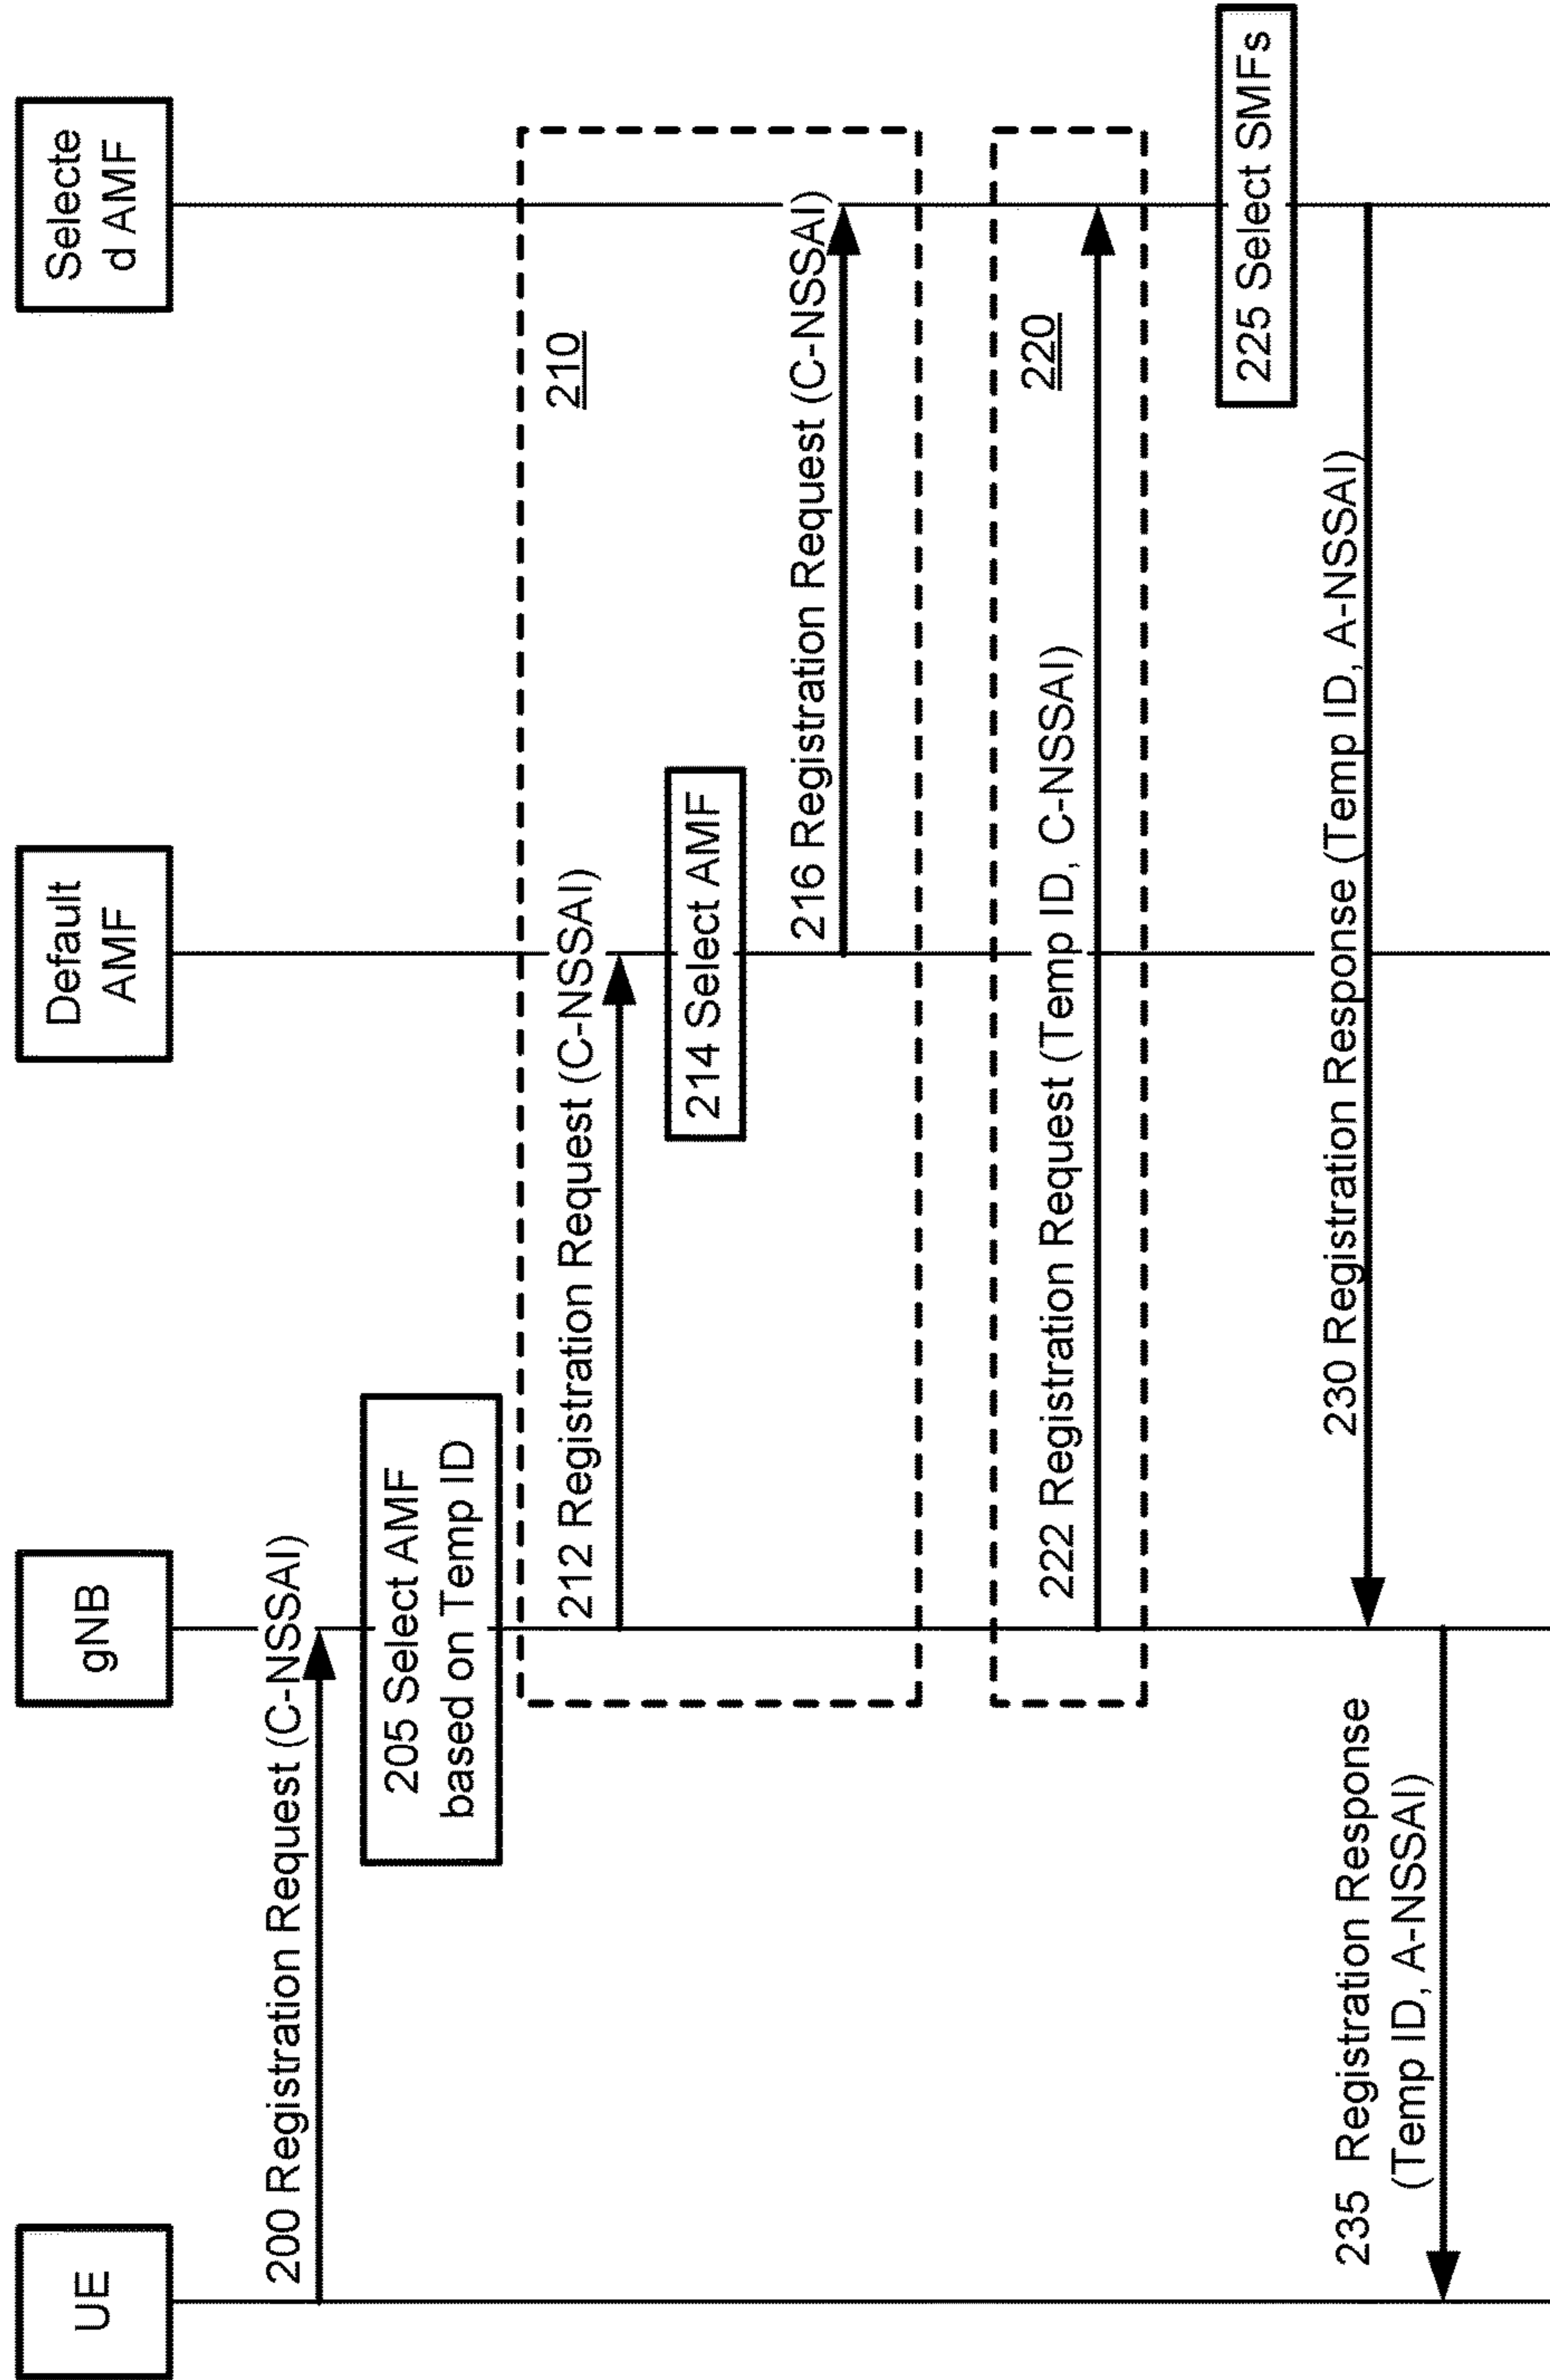 UE
gNB
Default
AMF
Selecte
d AMF
200 Registration Request (C-NSSAI)
205 Select AMF
based on Temp ID
210
212 Registration Request (C-NSSAI)
214 Select AMF
216 Registration Request (C-NSSAI)
220
222 Registration Request (Temp ID, C-NSSAI)
225 Select SMFs
230 Registration Response (Temp ID, A-NSSAI)
235 Registration Response
(Temp ID, A-NSSAI)